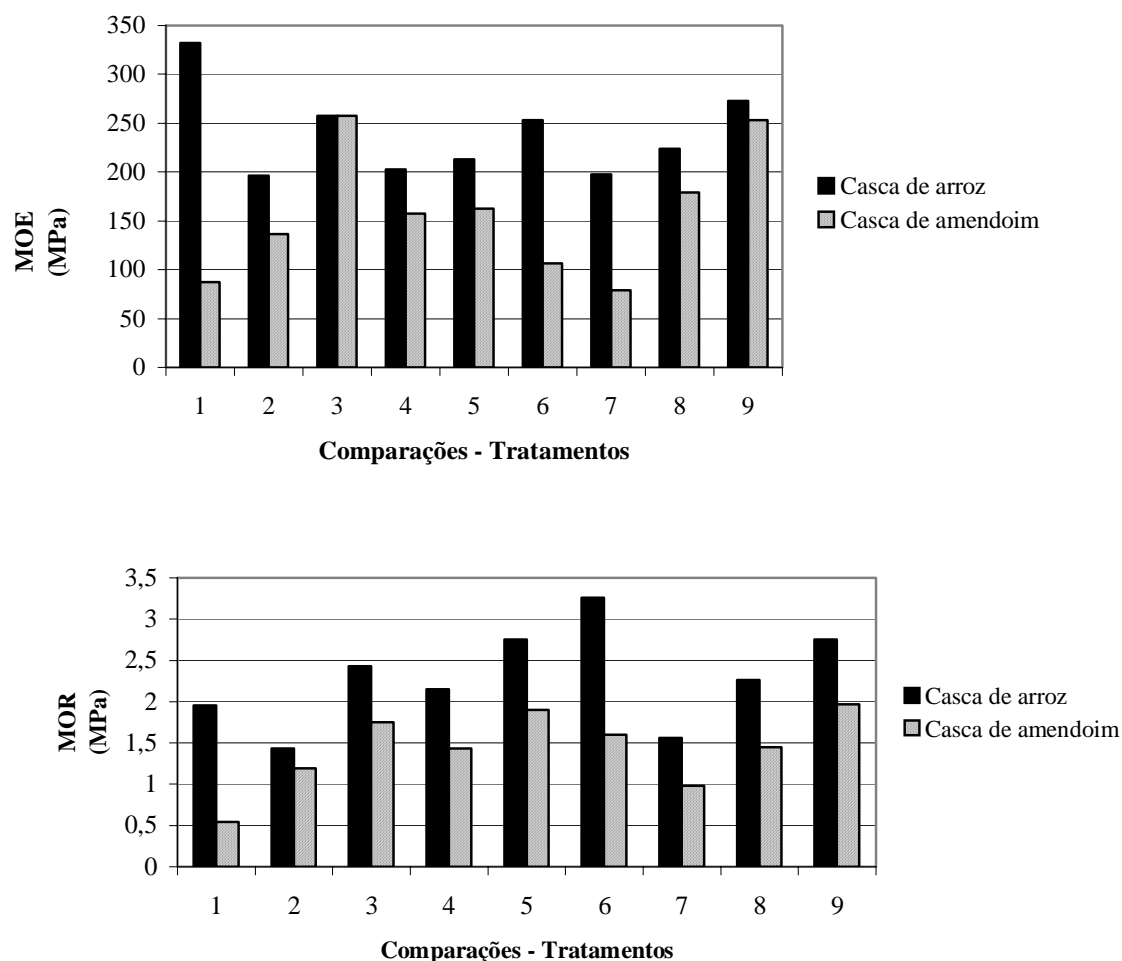 350
300
250
200
150
100
50
0
MOE
(MPa)
1 2 3 4 5 6 7 8 9
Comparações - Tratamentos
Casca de arroz
Casca de amendoim
3,5
3
2,5
2
1,5
1
0,5
0
MOR
(MPa)
1 2 3 4 5 6 7 8 9
Comparações - Tratamentos
Casca de arroz
Casca de amendoim